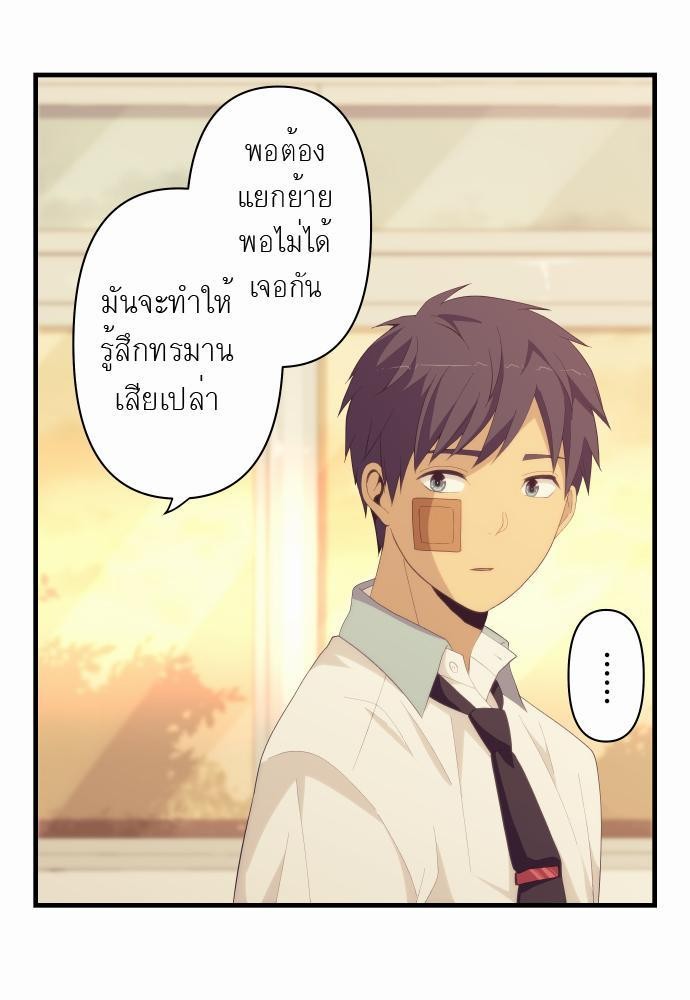 พอต้อง
แยกย้าย
พอไม่ได้
เจอกัน
มันจะทำให้
รู้สึกทรมาน
เสียเปล่า
......